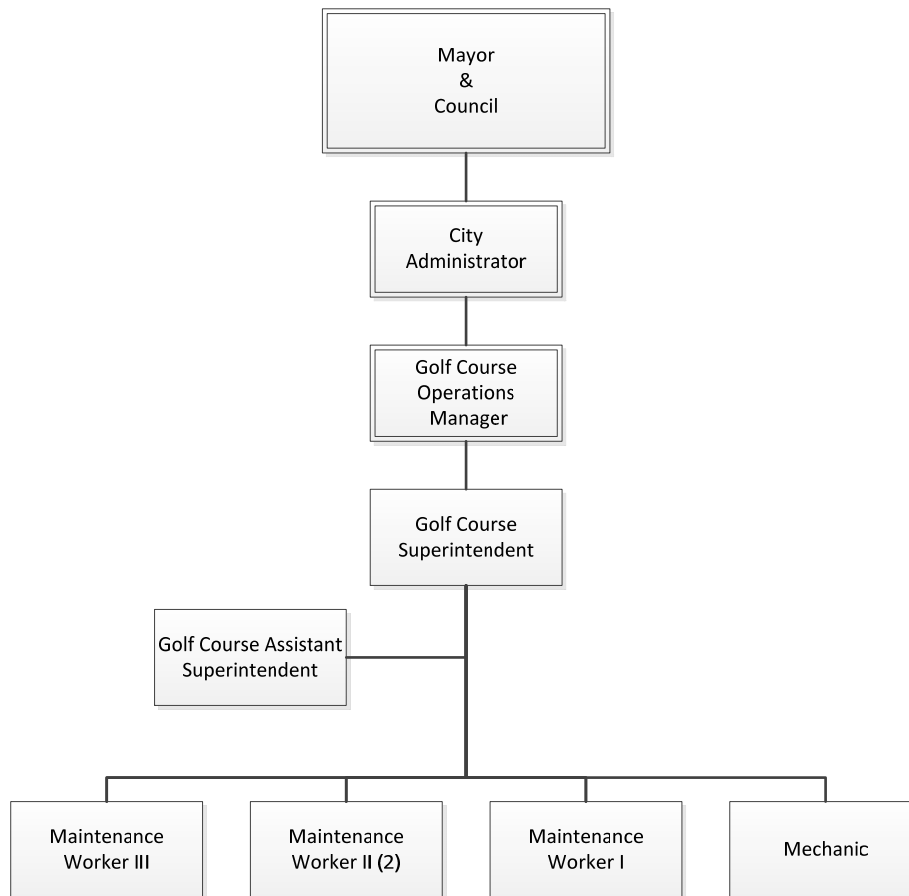 Mayor
&
Council
City
Administrator
Golf Course
Operations
Manager
Golf Course
Superintendent
Golf Course Assistant
Superintendent
Maintenance
Worker III
Maintenance
Worker II (2)
Maintenance
Worker I
Mechanic